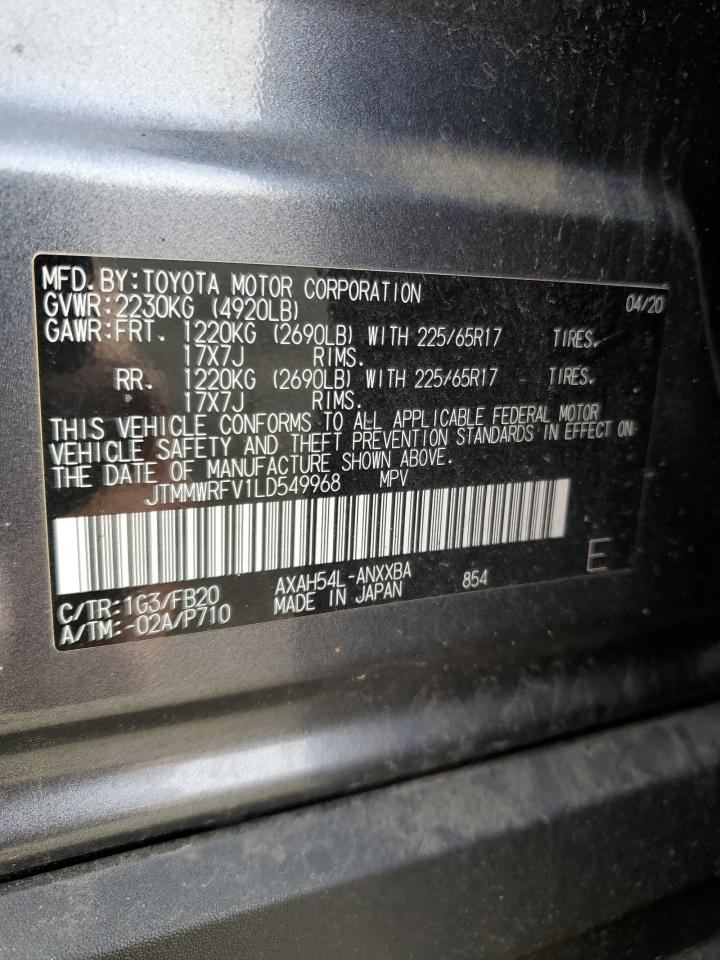 MFD. BY: TOYOTA MOTOR CORPORATION 04/20
GVWR: 2230KG (4920LB)
GAWR: FRT. 1220KG (2690LB) WITH 225/65R17 TIRES.
17X7J RIMS.
RR. 1220KG (2690LB) WITH 225/65R17 TIRES.
17X7J RIMS.
THIS VEHICLE CONFORMS TO ALL APPLICABLE FEDERAL MOTOR
VEHICLE SAFETY AND THEFT PREVENTION STANDARDS IN EFFECT ON
THE DATE OF MANUFACTURE SHOWN ABOVE.
JTMMWRFV1LD549968 MPV
C/TR: 1G3/FB20 AXAH54L-ANXXBA 854 E
A/TM: -02A/P710 MADE IN JAPAN